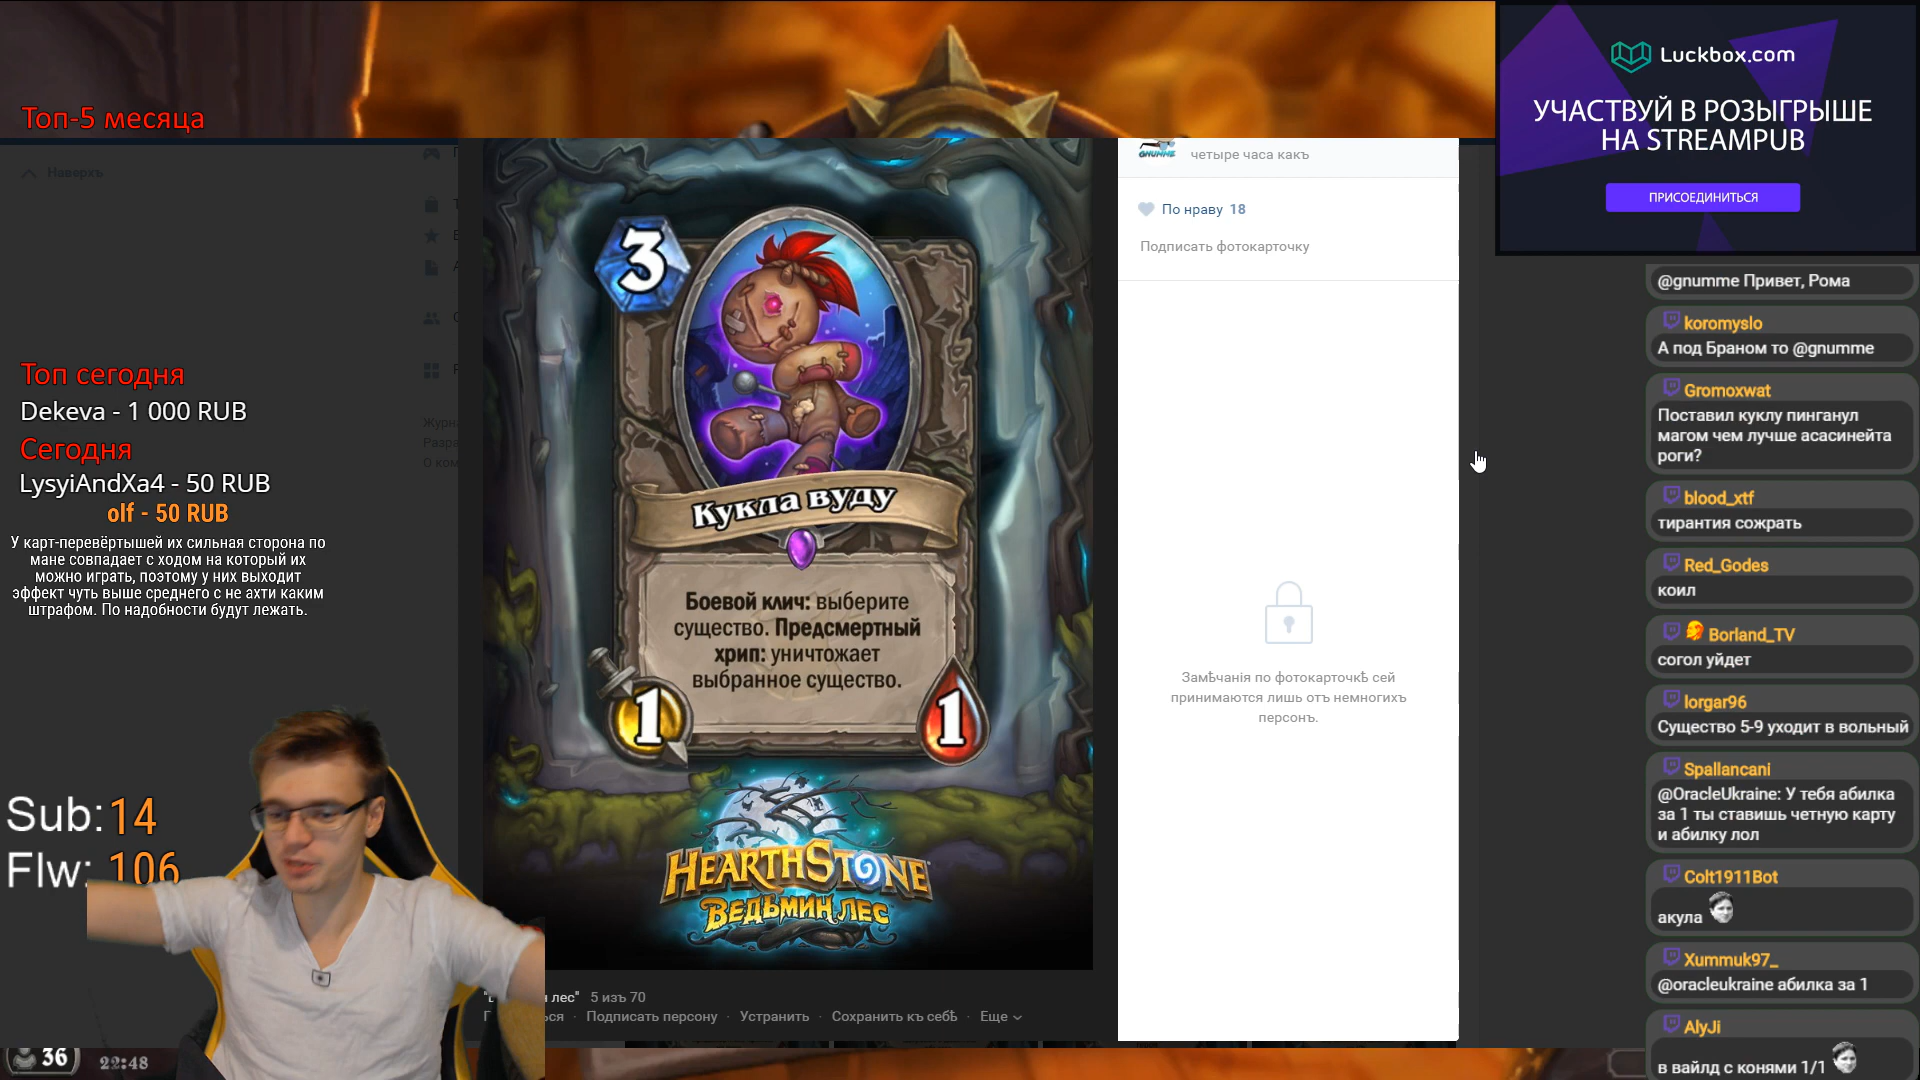 Топ-5 месяца
Наверхъ
Топ сегодня
Dekeva - 1 000 RUB
Сегодня
LysyiAndXa4 - 50 RUB
olf - 50 RUB
У карт-перевёртышей их сильная сторона по
мане совпадает с ходом на который их
можно играть, поэтому у них выходит
эффект чуть выше среднего с не ахти каким
штрафом. По надобности будут лежать.
Sub: 14
Flw: 106
36
22:48
3
Кукла вуду
Боевой клич: выберите
существо. Предсмертный
хрип: уничтожает
выбранное существо.
1
1
HEARTHSTONE
ВЕДЬМИН ЛЕС
лес" 5 изъ 70
Подписать персону · Устранить · Сохранить къ себѣ · Еще
GNUMME
четыре часа какъ
По нраву 18
Подписать фотокарточку
Замѣчанія по фотокарточкѣ сей
принимаются лишь отъ немногихъ
персонъ.
Luckbox.com
УЧАСТВУЙ В РОЗЫГРЫШЕ
НА STREAMPUB
ПРИСОЕДИНИТЬСЯ
@gnumme Привет, Рома
koromyslo
А под Браном то @gnumme
Gromoxwat
Поставил куклу пинганул
магом чем лучше асасинейта
роги?
blood_xtf
тирантия сожрать
Red_Godes
коил
Borland_TV
согол уйдет
lorgar96
Существо 5-9 уходит в вольный
Spallancani
@OracleUkraine: У тебя абилка
за 1 ты ставишь четную карту
и абилку лол
Colt1911Bot
акула
Xummuk97_
@oracleukraine абилка за 1
AlyJi
в вайлд с конями 1/1